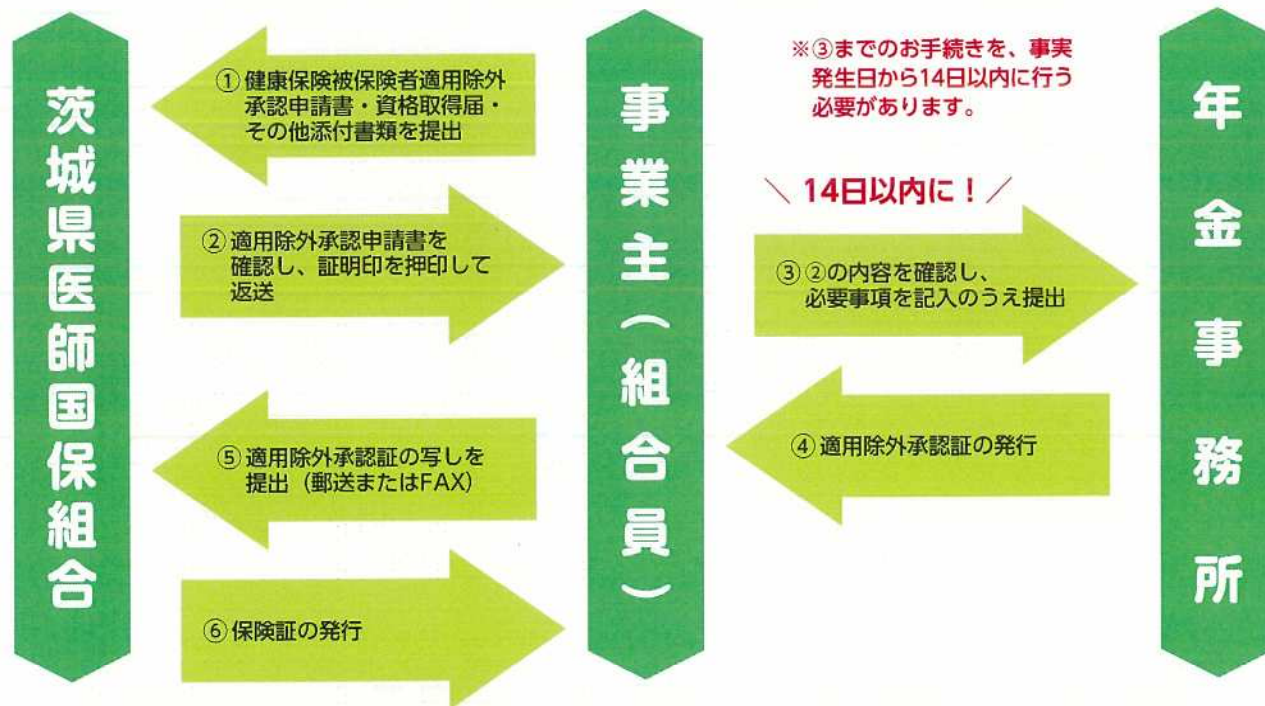 茨城県医師国保組合
① 健康保険被保険者適用除外
承認申請書・資格取得届・
その他添付書類を提出
② 適用除外承認申請書を
確認し、証明印を押印して
返送
⑤ 適用除外承認証の写しを
提出（郵送またはFAX）
⑥ 保険証の発行
事業主（組合員）
※③までのお手続きを、事実
発生日から14日以内に行う
必要があります。
＼ 14日以内に！ ／
③ ②の内容を確認し、
必要事項を記入のうえ提出
④ 適用除外承認証の発行
年金事務所